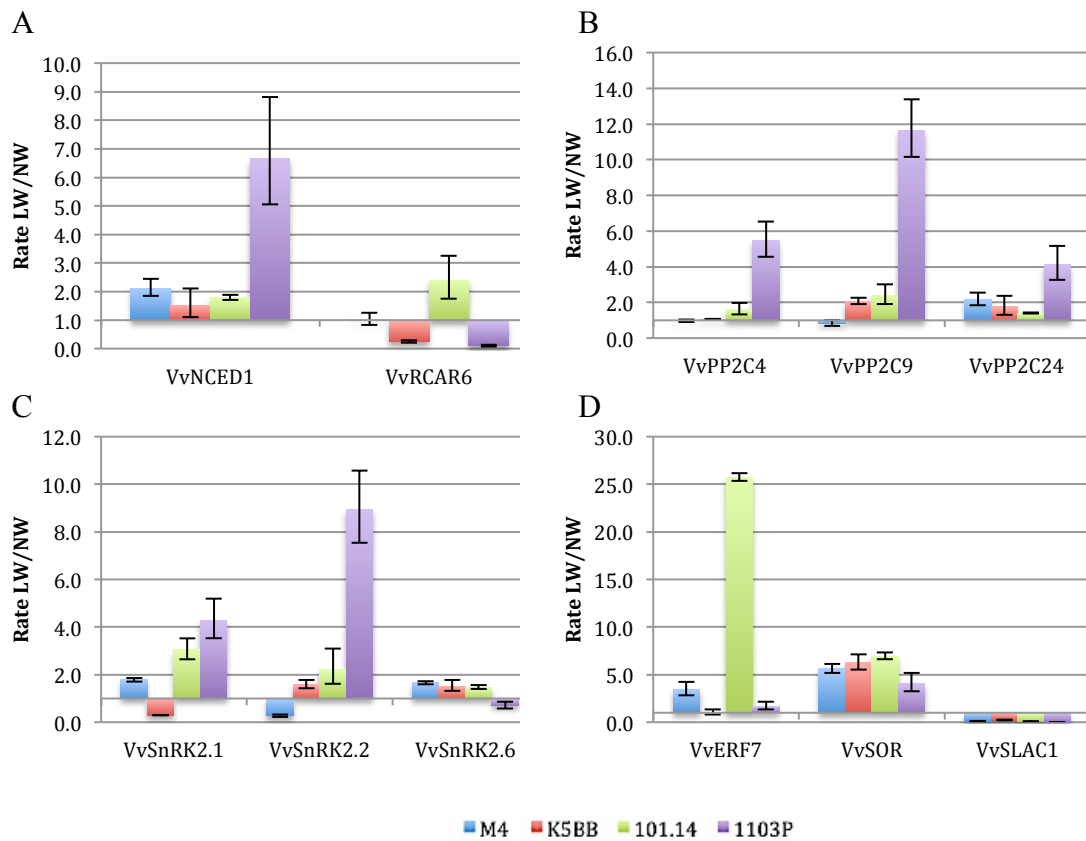 A
Rate LW/NW
10.0
9.0
8.0
7.0
6.0
5.0
4.0
3.0
2.0
1.0
0.0
VvNCED1 VvRCAR6
B
Rate LW/NW
16.0
14.0
12.0
10.0
8.0
6.0
4.0
2.0
0.0
VvPP2C4 VvPP2C9 VvPP2C24
C
Rate LW/NW
12.0
10.0
8.0
6.0
4.0
2.0
0.0
VvSnRK2.1 VvSnRK2.2 VvSnRK2.6
D
Rate LW/NW
30.0
25.0
20.0
15.0
10.0
5.0
0.0
VvERF7 VvSOR VvSLAC1
M4 K5BB 101.14 1103P